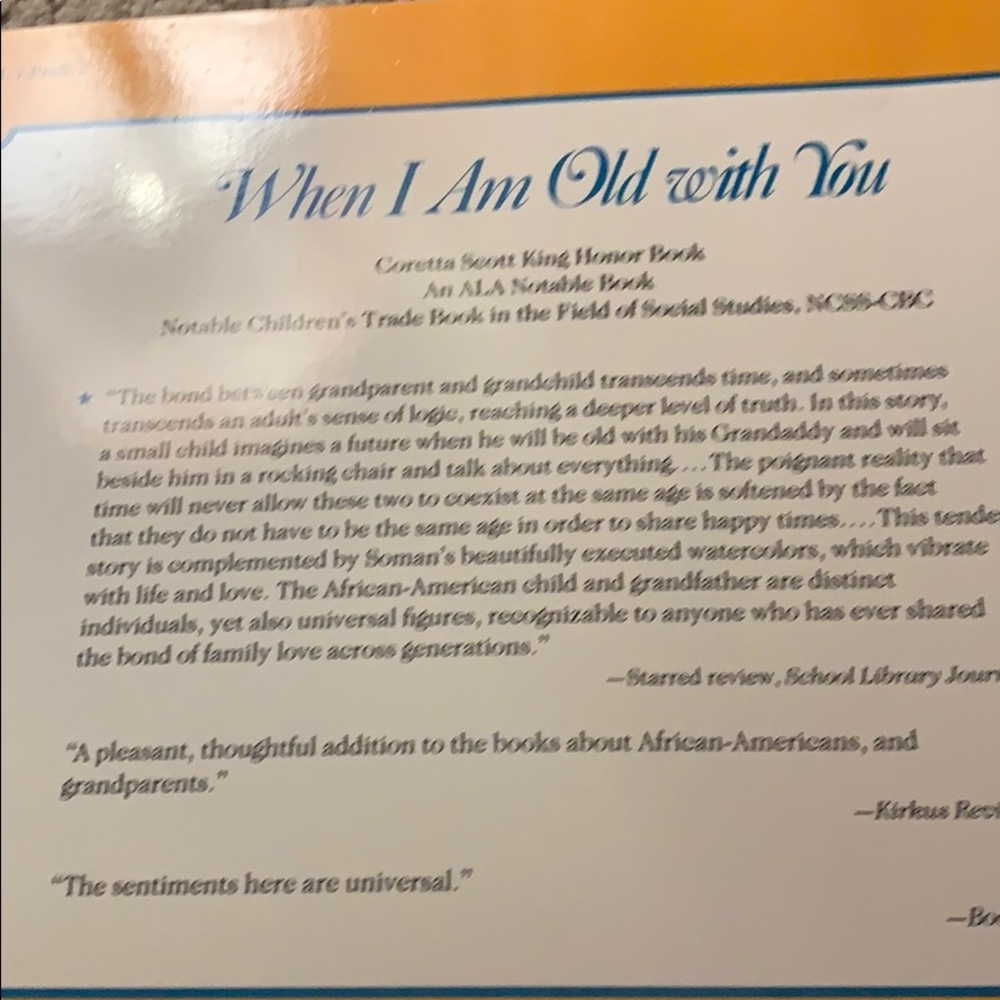 When I Am Old with You
Coretta Scott King Honor Book
An ALA Notable Book
Notable Children's Trade Book in the Field of Social Studies, NCSS-CBC
★ "The bond between grandparent and grandchild transcends time, and sometimes
transcends an adult's sense of logic, reaching a deeper level of truth. In this story,
a small child imagines a future when he will be old with his Grandaddy and will sit
beside him in a rocking chair and talk about everything....The poignant reality that
time will never allow these two to coexist at the same age is softened by the fact
that they do not have to be the same age in order to share happy times....This tende
story is complemented by Soman's beautifully executed watercolors, which vibrate
with life and love. The African-American child and grandfather are distinct
individuals, yet also universal figures, recognizable to anyone who has ever shared
the bond of family love across generations."
—Starred review, School Library Journ
"A pleasant, thoughtful addition to the books about African-Americans, and
grandparents."
—Kirkus Revi
"The sentiments here are universal."
—Boo